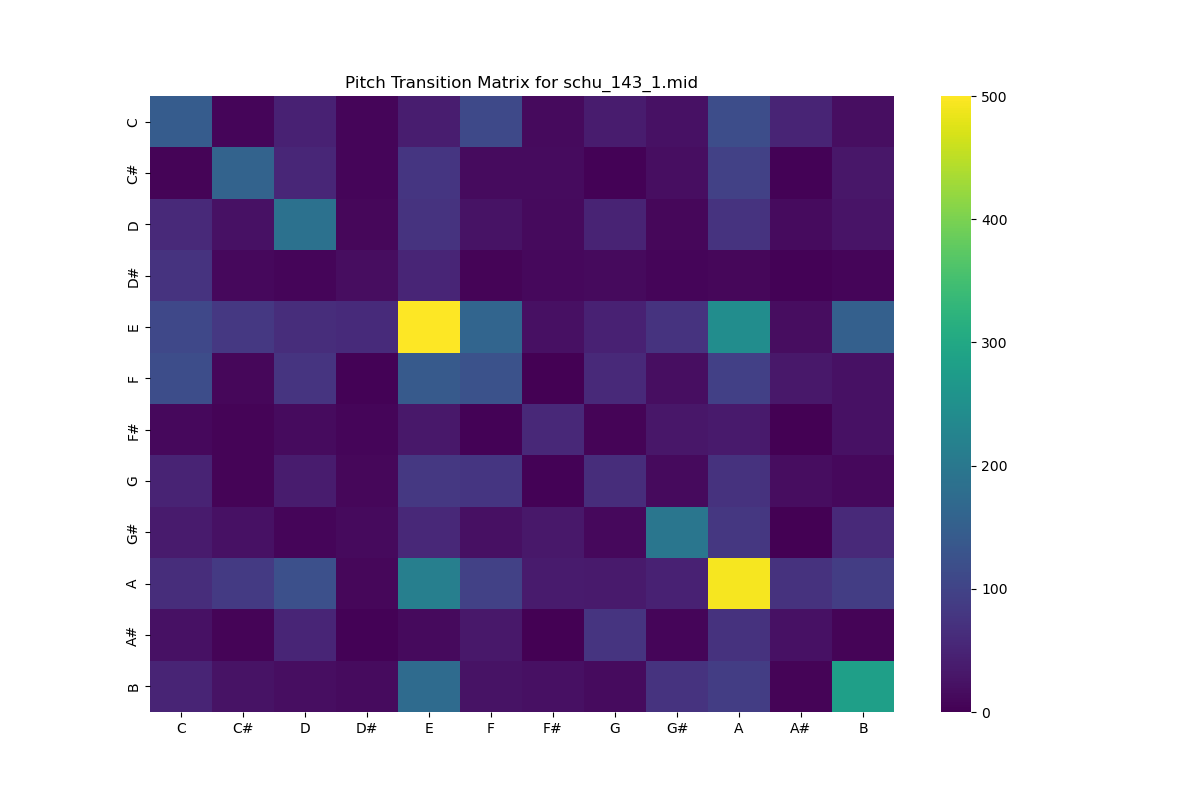 Pitch Transition Matrix for schu_143_1.mid
C
C#
D
D#
E
F
F#
G
G#
A
A#
B
C C# D D# E F F# G G# A A# B
500
400
300
200
100
0